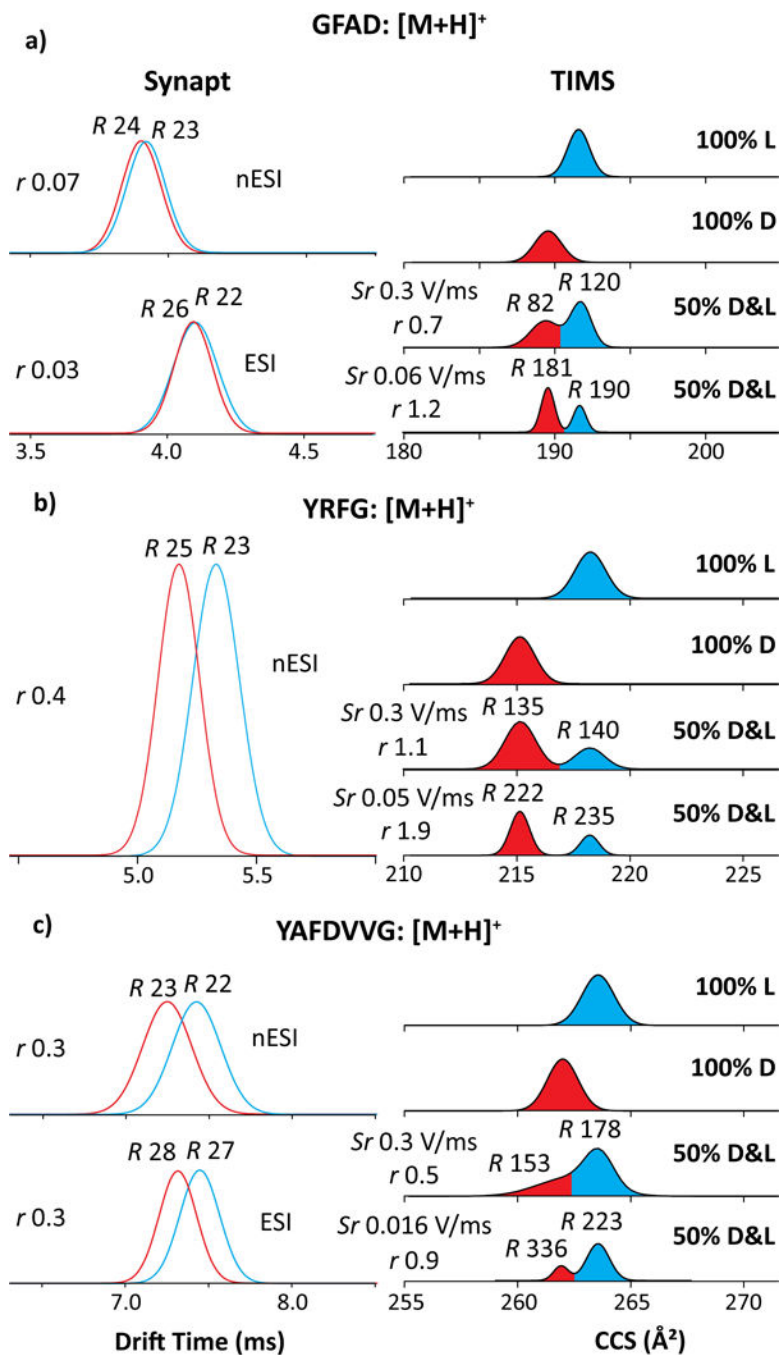 GFAD: [M+H]+
a)
Synapt
TIMS
R 24 R 23
r 0.07
nESI
100% L
100% D
R 26 R 22
r 0.03
ESI
Sr 0.3 V/ms
r 0.7
R 82
R 120
50% D&L
Sr 0.06 V/ms
r 1.2
R 181
R 190
50% D&L
3.5 4.0 4.5
180 190 200
b)
YRFG: [M+H]+
R 25 R 23
r 0.4
nESI
100% L
100% D
Sr 0.3 V/ms
r 1.1
R 135
R 140
50% D&L
Sr 0.05 V/ms
r 1.9
R 222
R 235
50% D&L
5.0 5.5
210 215 220 225
c)
YAFDVVG: [M+H]+
R 23 R 22
r 0.3
nESI
100% L
100% D
R 28 R 27
r 0.3
ESI
Sr 0.3 V/ms
r 0.5
R 153
R 178
50% D&L
Sr 0.016 V/ms
r 0.9
R 336
R 223
50% D&L
7.0 8.0
255 260 265 270
Drift Time (ms)
CCS (Å²)